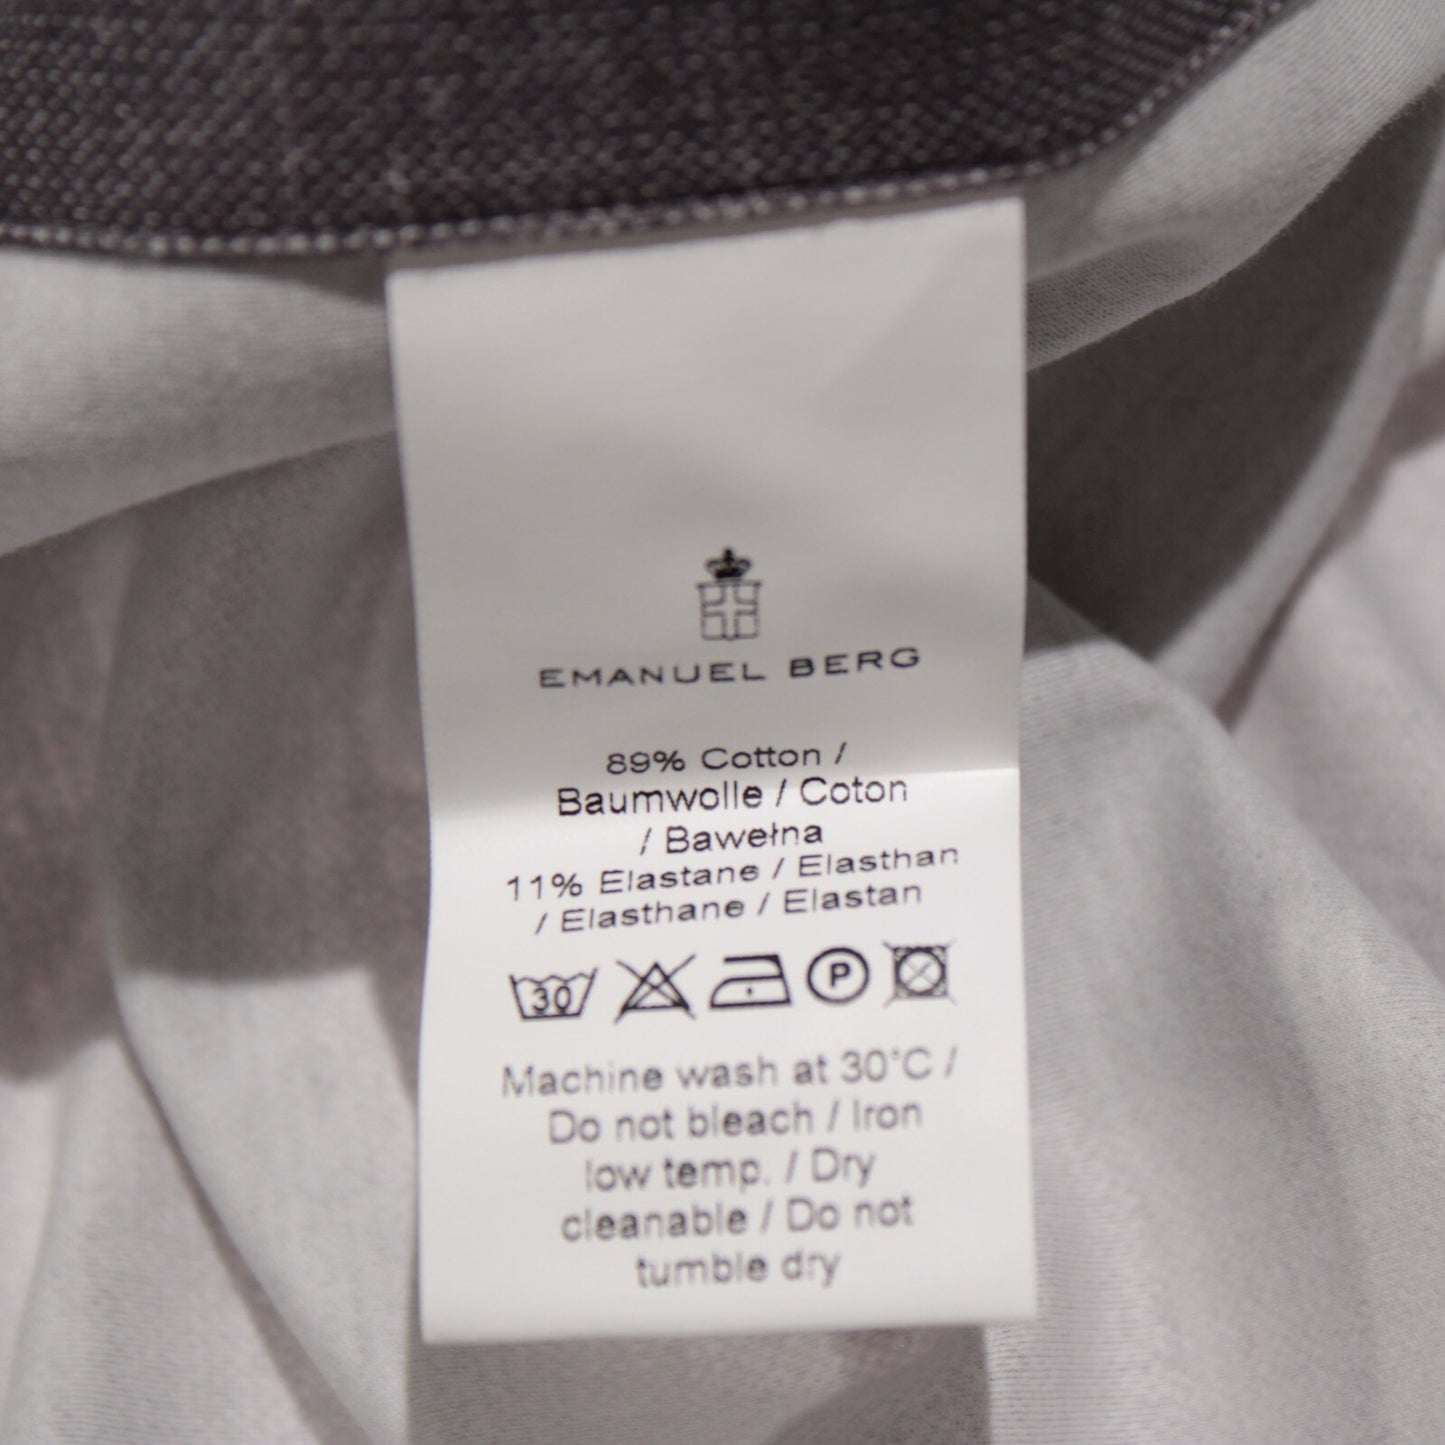 EMANUEL BERG
89% Cotton /
Baumwolle / Coton
/ Bawełna
11% Elastane / Elasthan
/ Elasthane / Elastan
30 P
Machine wash at 30°C /
Do not bleach / Iron
low temp. / Dry
cleanable / Do not
tumble dry